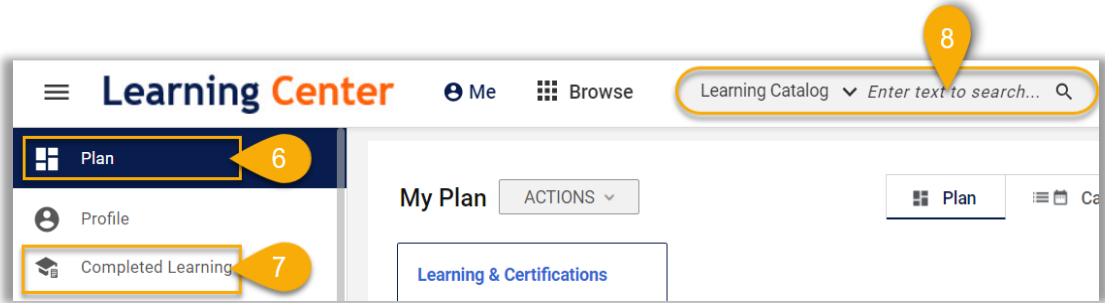 8
Learning Center
Me
Browse
Learning Catalog
Enter text to search...
Plan
6
Profile
Completed Learning
7
My Plan
ACTIONS
Plan
Ca
Learning & Certifications